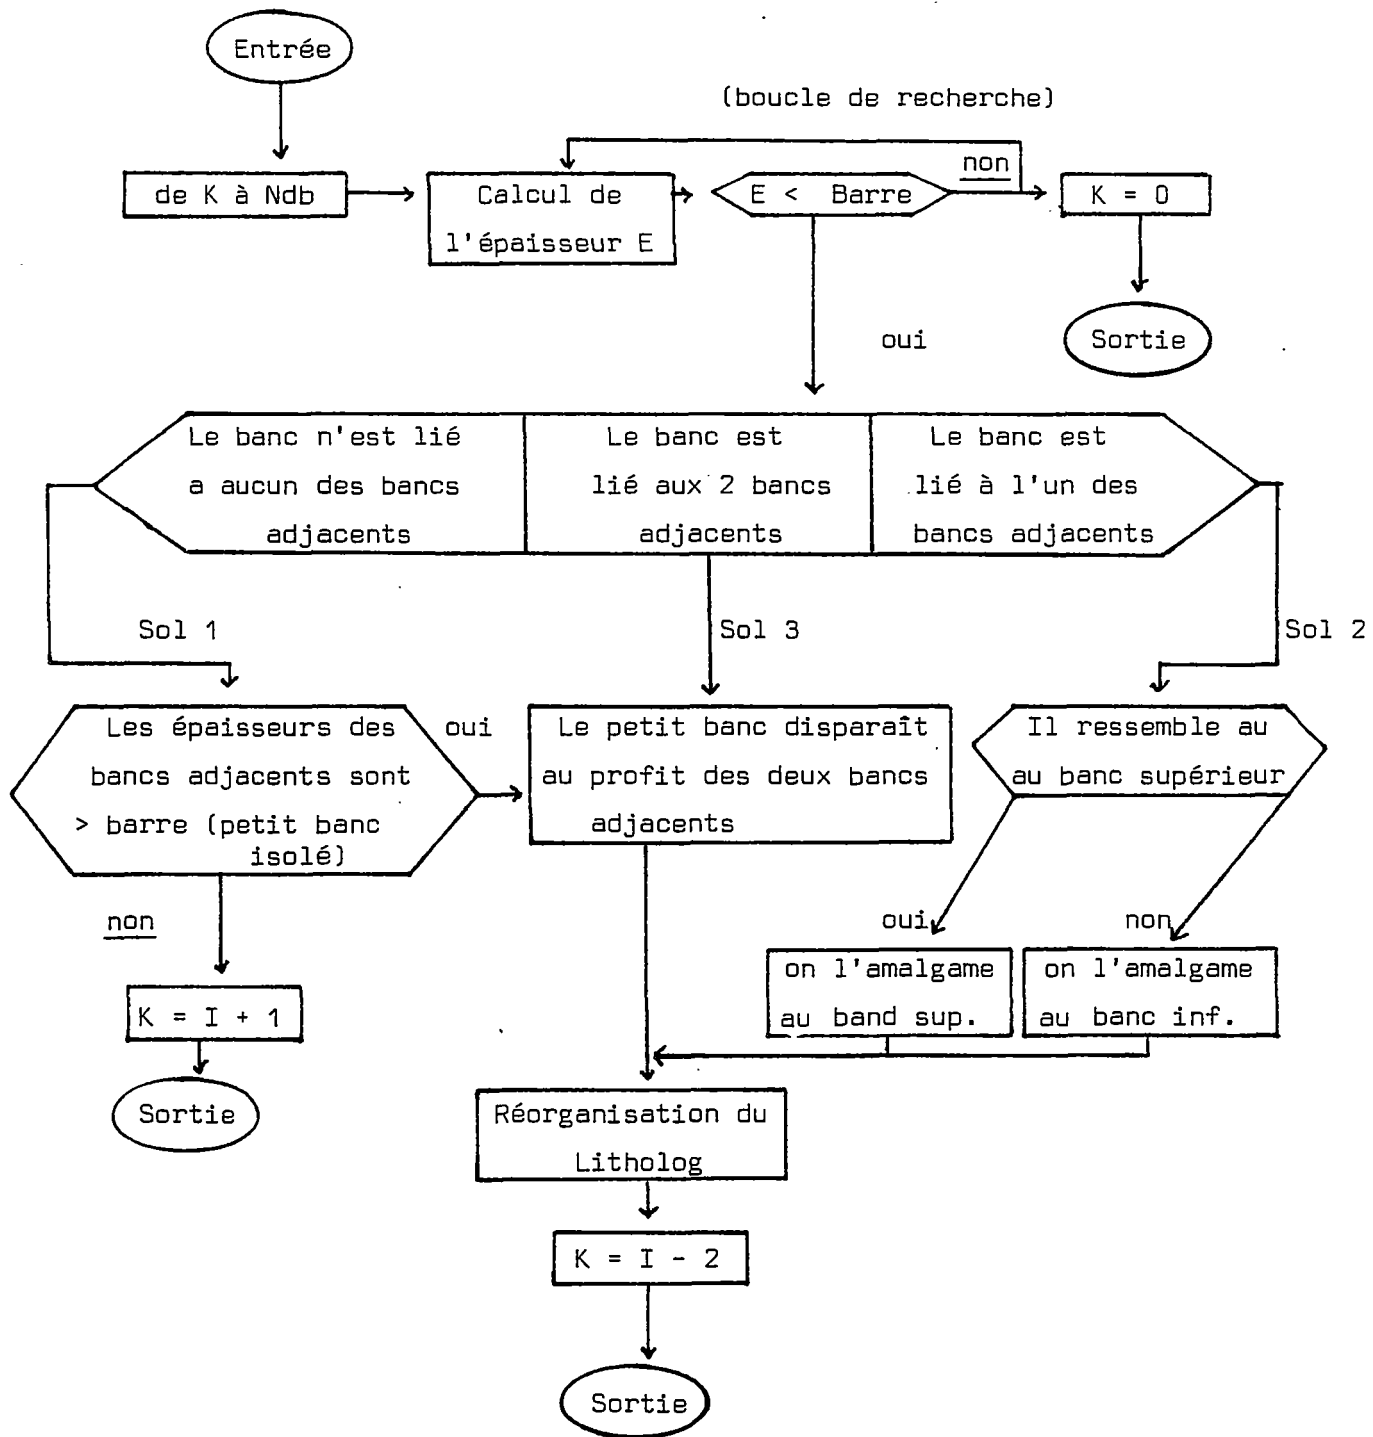 Entrée
(boucle de recherche)
non
de K à Ndb
Calcul de
l'épaisseur E
E < Barre
K = 0
oui
Sortie
Le banc n'est lié
a aucun des bancs
adjacents
Le banc est
lié aux 2 bancs
adjacents
Le banc est
lié à l'un des
bancs adjacents
Sol 1
Sol 3
Sol 2
Les épaisseurs des
bancs adjacents sont
> barre (petit banc
isolé)
oui
Le petit banc disparaît
au profit des deux bancs
adjacents
Il ressemble au
au banc supérieur
non
oui
non
on l'amalgame
au band sup.
on l'amalgame
au banc inf.
K = I + 1
Sortie
Réorganisation du
Litholog
K = I - 2
Sortie